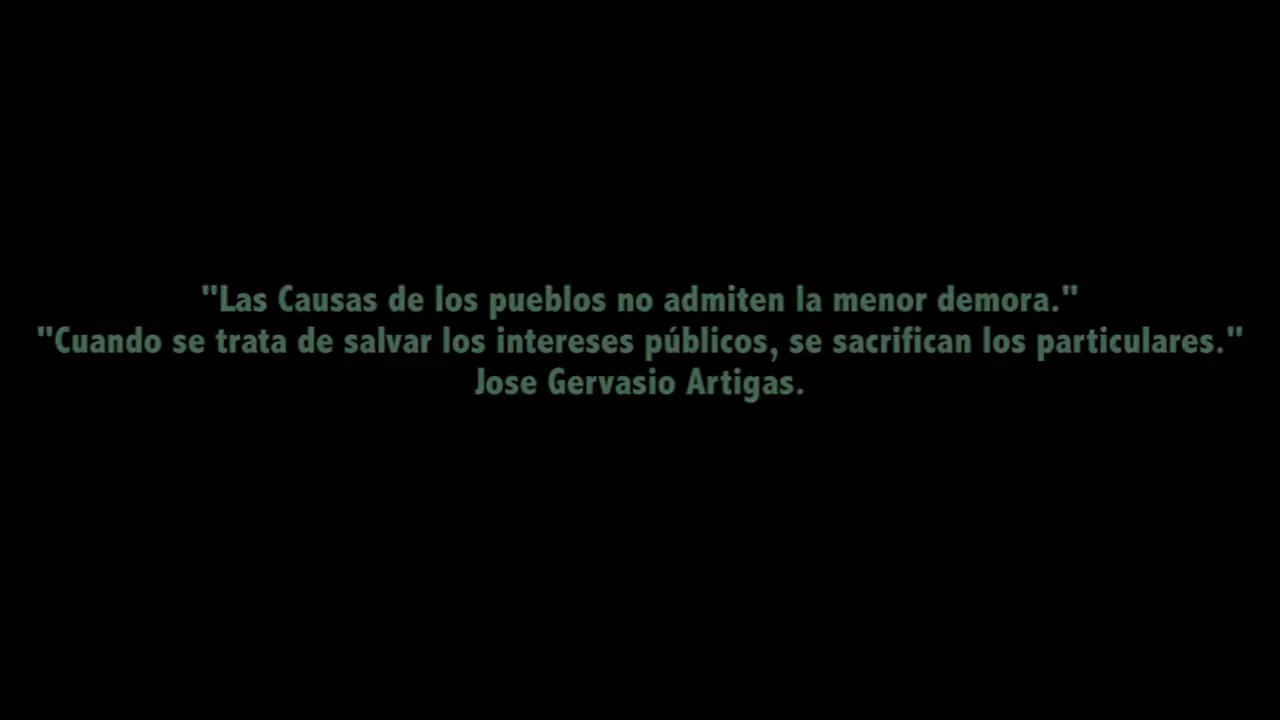 "Las Causas de los pueblos no admiten la menor demora."
"Cuando se trata de salvar los intereses públicos, se sacrifican los particulares."
Jose Gervasio Artigas.